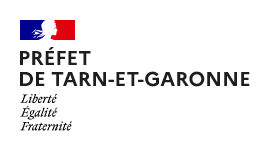 PRÉFET
DE TARN-ET-GARONNE
Liberté
Égalité
Fraternité